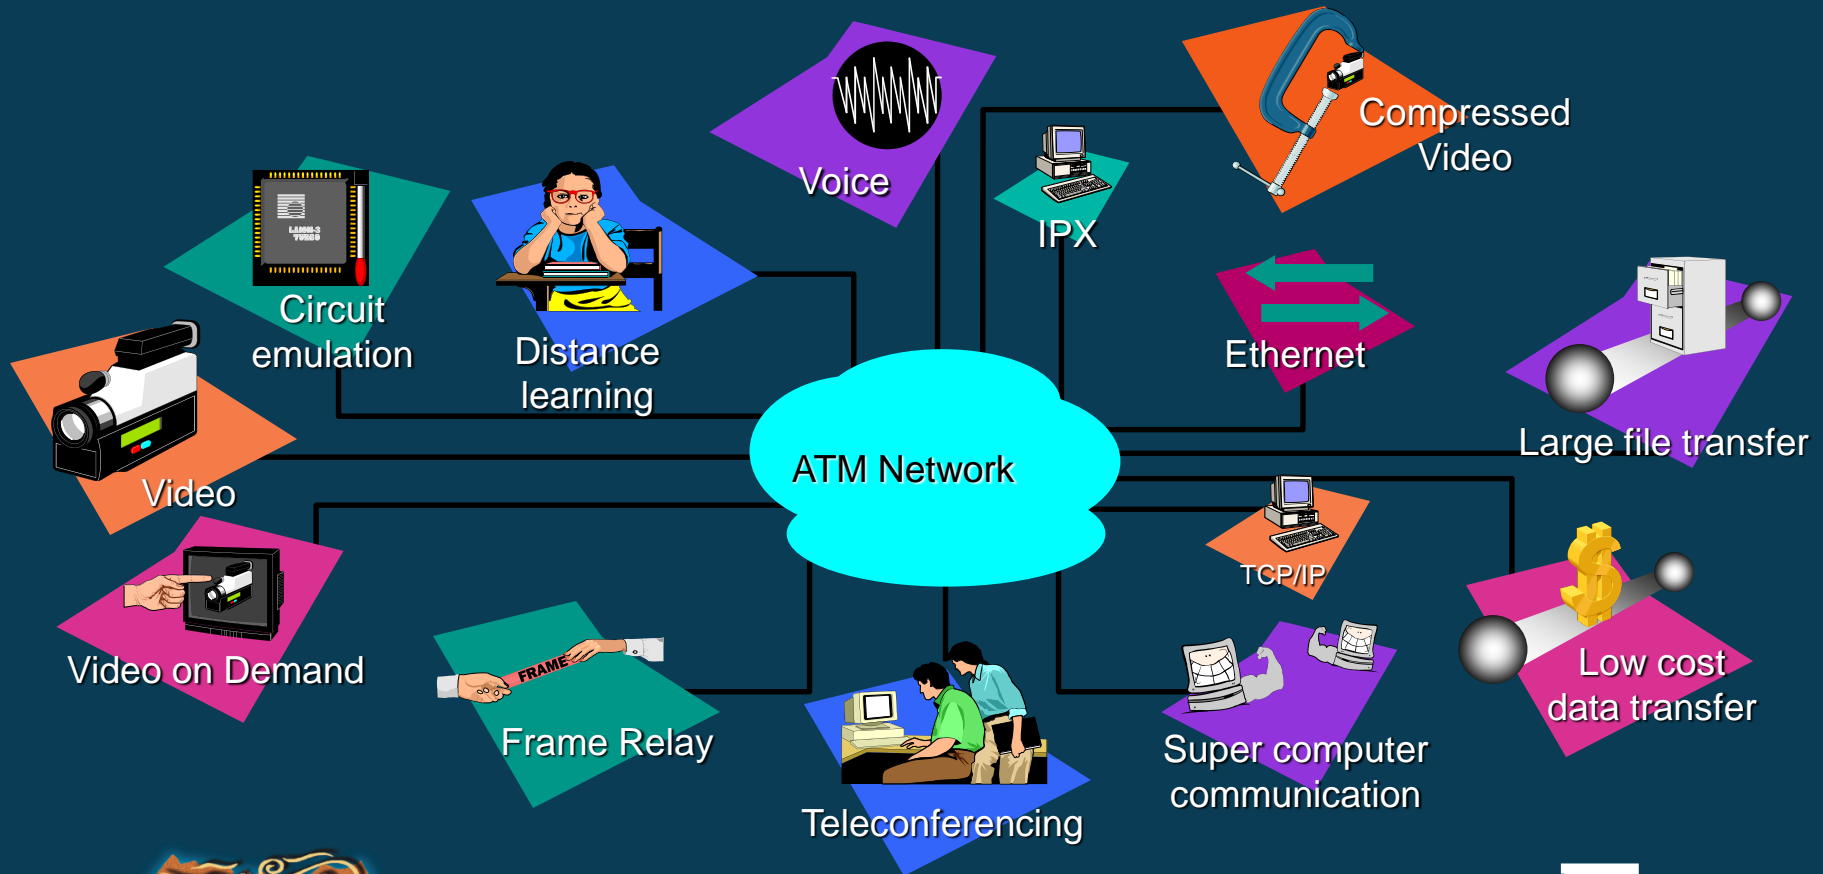 Voice
Compressed
Video
IPX
Circuit
emulation
Distance
learning
Ethernet
Large file transfer
Video
ATM Network
TCP/IP
Video on Demand
FRAME
Frame Relay
Low cost
data transfer
Super computer
communication
Teleconferencing